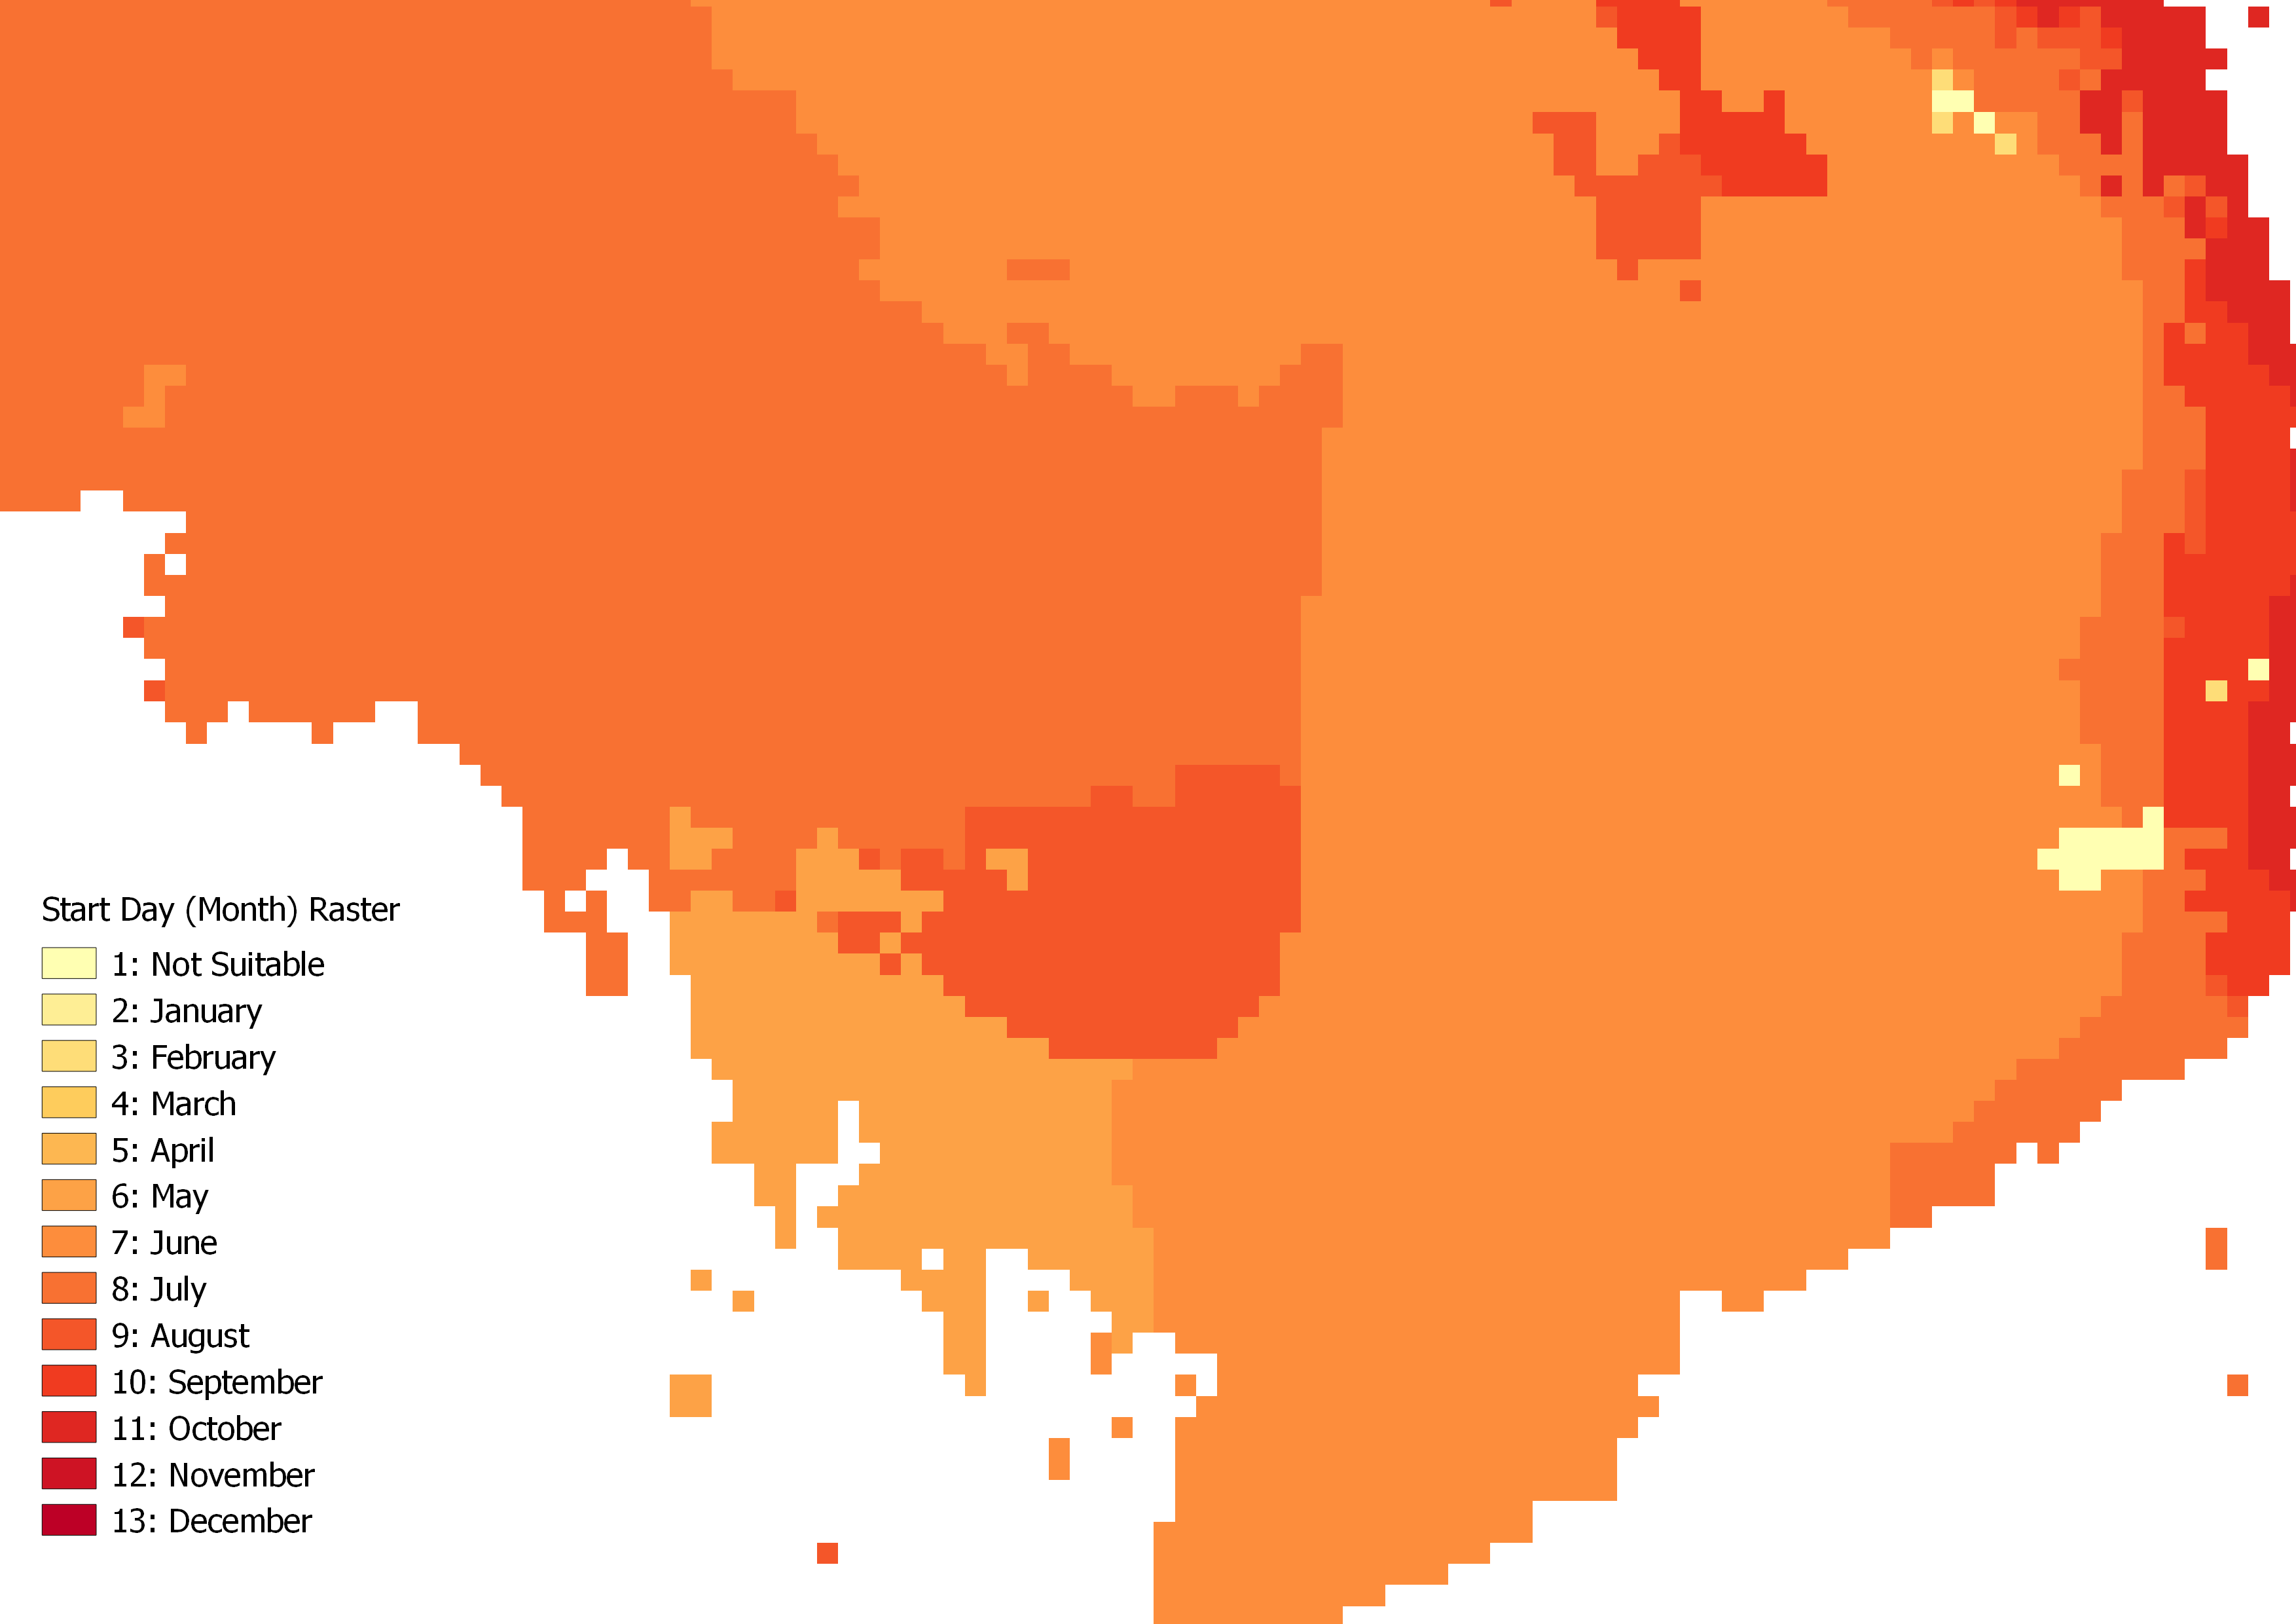 Start Day (Month) Raster
1: Not Suitable
2: January
3: February
4: March
5: April
6: May
7: June
8: July
9: August
10: September
11: October
12: November
13: December